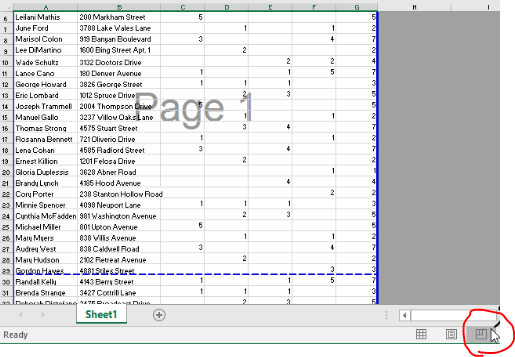 A B C D E F G H I
6 Leilani Mathis 200 Markham Street 5 5
7 June Ford 3788 Lake Vales Lane 1 1 2
8 Marisol Colon 919 Banyan Boulevard 3 4 7
9 Lee DiMartino 1600 Bing Street Apt. 1 2 2
10 Wade Schultz 3132 Doctors Drive 2 2 4
11 Lance Cano 180 Denver Avenue 1 1 5 7
12 George Howard 3826 George Street 1 1 1 3
13 Eric Lombard 1012 Spruce Drive 2 3 5
14 Joseph Trammell 2004 Thompson Drive 5 5
Page 1
15 Manuel Gallo 3237 Willow Oaks Lane 1 1 2
16 Thomas Strong 4575 Stuart Street 3 4 7
17 Rosanna Bennett 721 Oliverio Drive 1 1 2
18 Lena Cohan 4585 Radford Street 3 4 7
19 Ernest Killion 1201 Felosa Drive 2 2
20 Gloria Duplessis 3628 Abner Road 1 1
21 Brandy Lynch 4185 Hood Avenue 4 4
22 Cory Porter 238 Stanton Hollow Road 2 2
23 Minnie Spencer 4098 Neuport Lane 1 1 1 3
24 Cynthia McFadden 981 Washington Avenue 2 3 5
25 Michael Miller 801 Upton Avenue 5 5
26 Mary Myers 838 Villis Avenue 1 1 2
27 Audrey West 838 Caldwell Road 3 4 7
28 Mary Hudson 2102 Retreat Avenue 2 2
29 Gordon Hayes 4881 Stiles Street 3 3
30 Randall Kelly 4143 Berry Street 1 1 5 7
31 Brenda Strange 3427 Cottrill Lane 1 1 1 3
2 3 5
Sheet1
Ready